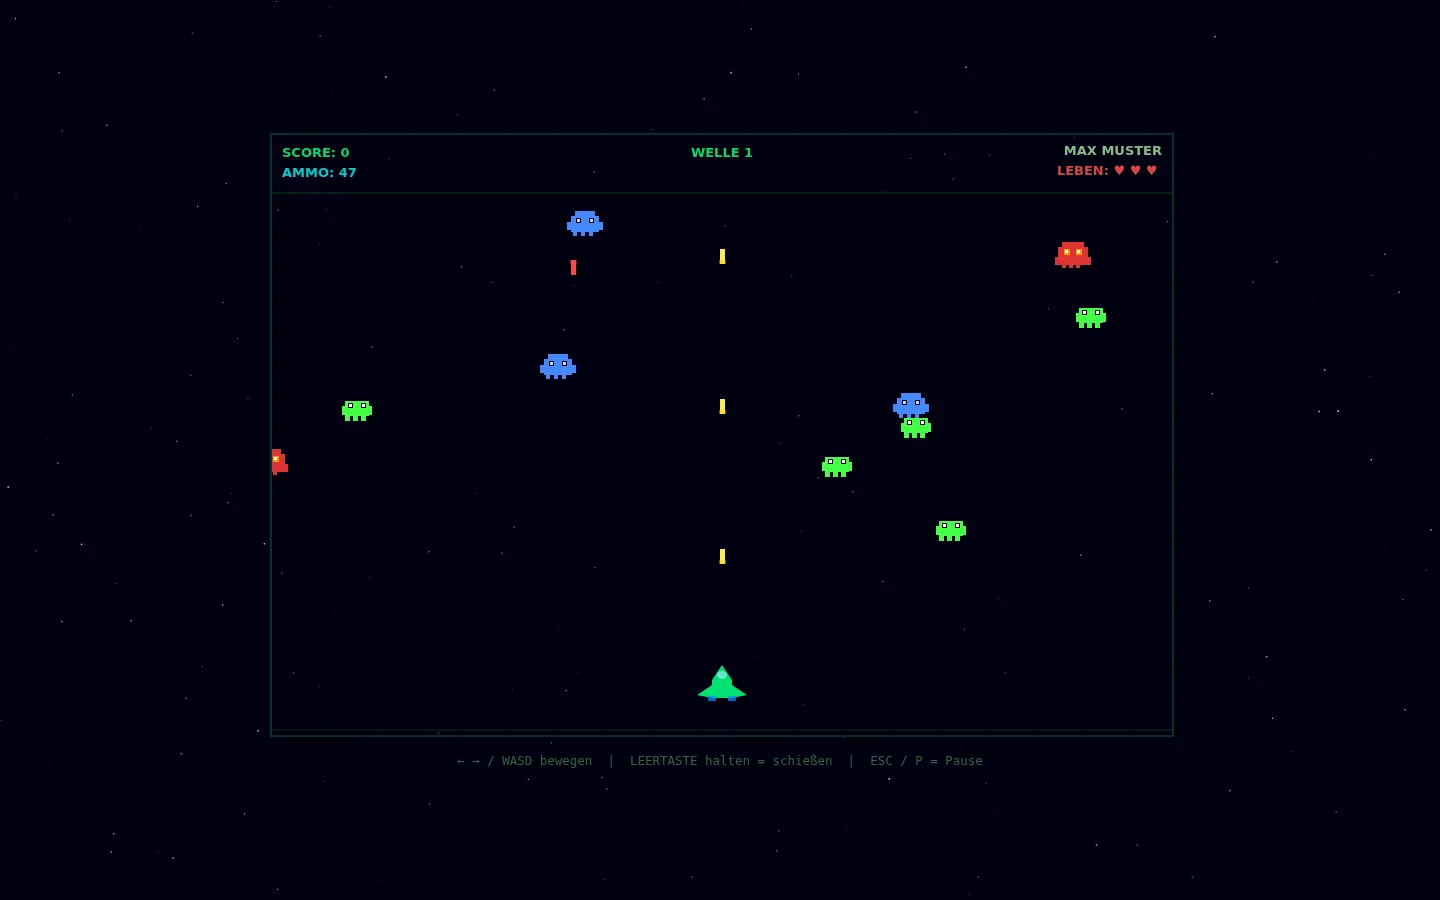 SCORE: 0
WELLE 1
MAX MUSTER
AMMO: 47
LEBEN: ♥ ♥ ♥
← → / WASD bewegen | LEERTASTE halten = schießen | ESC / P = Pause